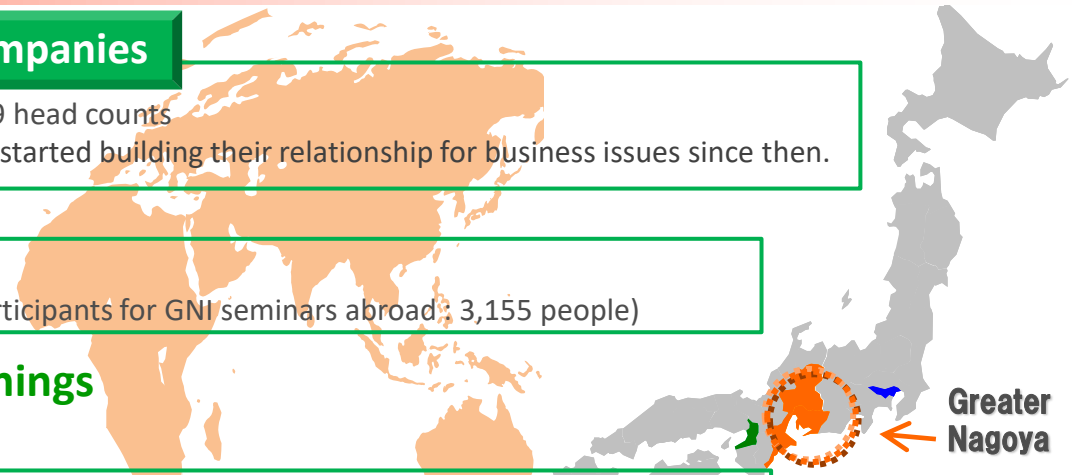 mpanies
9 head counts
started building their relationship for business issues since then.
rticipants for GNI seminars abroad : 3,155 people)
nings
Greater
Nagoya